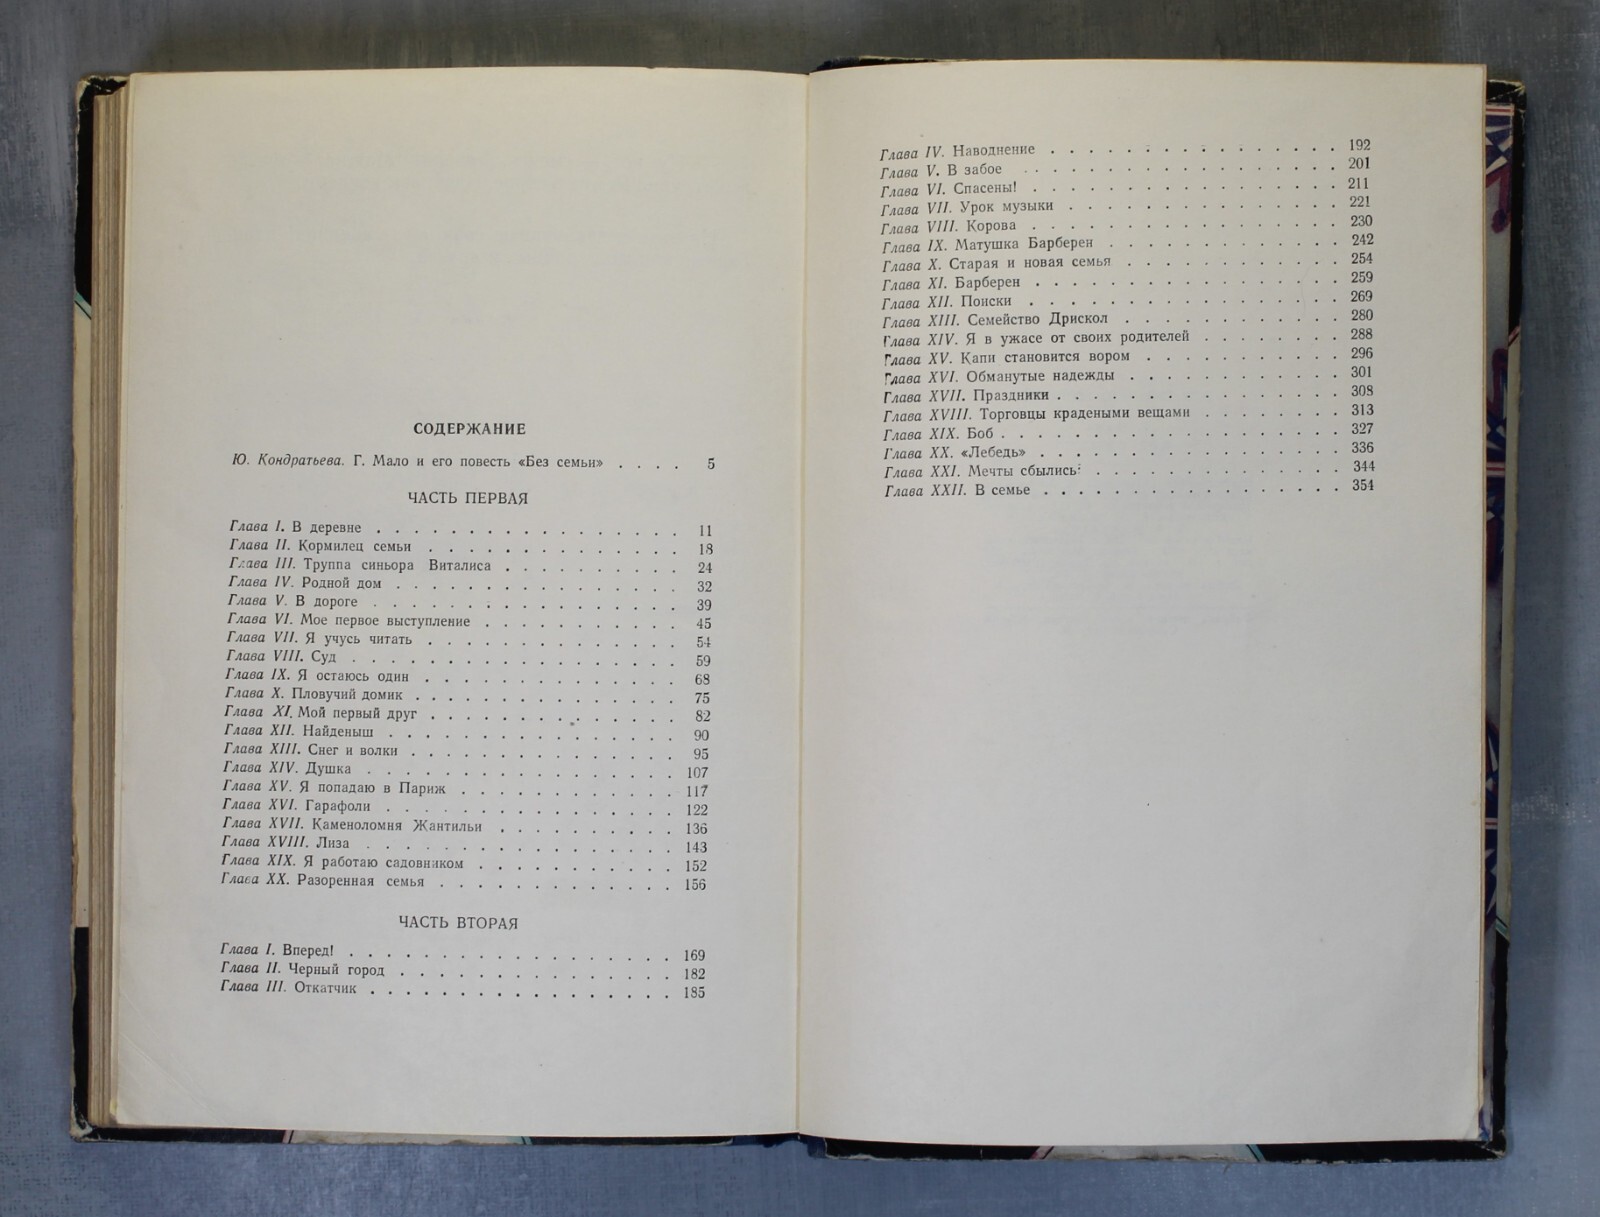 СОДЕРЖАНИЕ
Ю. Кондратьева. Г. Мало и его повесть «Без семьи» . . . . 5
ЧАСТЬ ПЕРВАЯ
Глава I. В деревне . . . . . . . . . . . . . . . . 11
Глава II. Кормилец семьи . . . . . . . . . . . . . . 18
Глава III. Труппа синьора Виталиса . . . . . . . . . . 24
Глава IV. Родной дом . . . . . . . . . . . . . . . 32
Глава V. В дороге . . . . . . . . . . . . . . . . 39
Глава VI. Мое первое выступление . . . . . . . . . . . 45
Глава VII. Я учусь читать . . . . . . . . . . . . . . 54
Глава VIII. Суд . . . . . . . . . . . . . . . . . 59
Глава IX. Я остаюсь один . . . . . . . . . . . . . . 68
Глава X. Пловучий домик . . . . . . . . . . . . . . 75
Глава XI. Мой первый друг . . . . . . . . . . . . . 82
Глава XII. Найденыш . . . . . . . . . . . . . . . 90
Глава XIII. Снег и волки . . . . . . . . . . . . . . 95
Глава XIV. Душка . . . . . . . . . . . . . . . . 107
Глава XV. Я попадаю в Париж . . . . . . . . . . . . 117
Глава XVI. Гарафоли . . . . . . . . . . . . . . . 122
Глава XVII. Каменоломня Жантильи . . . . . . . . . . 136
Глава XVIII. Лиза . . . . . . . . . . . . . . . . 143
Глава XIX. Я работаю садовником . . . . . . . . . . . 152
Глава XX. Разоренная семья . . . . . . . . . . . . . 156
ЧАСТЬ ВТОРАЯ
Глава I. Вперед! . . . . . . . . . . . . . . . . . 169
Глава II. Черный город . . . . . . . . . . . . . . . 182
Глава III. Откатчик . . . . . . . . . . . . . . . . 185
Глава IV. Наводнение . . . . . . . . . . . . . . . . 192
Глава V. В забое . . . . . . . . . . . . . . . . . 201
Глава VI. Спасены! . . . . . . . . . . . . . . . . . 211
Глава VII. Урок музыки . . . . . . . . . . . . . . . 221
Глава VIII. Корова . . . . . . . . . . . . . . . . . 230
Глава IX. Матушка Барберен . . . . . . . . . . . . . 242
Глава X. Старая и новая семья . . . . . . . . . . . . 254
Глава XI. Барберен . . . . . . . . . . . . . . . . 259
Глава XII. Поиски . . . . . . . . . . . . . . . . . 269
Глава XIII. Семейство Дрискол . . . . . . . . . . . . 280
Глава XIV. Я в ужасе от своих родителей . . . . . . . . 288
Глава XV. Капи становится вором . . . . . . . . . . . 296
Глава XVI. Обманутые надежды . . . . . . . . . . . . 301
Глава XVII. Праздники . . . . . . . . . . . . . . . 308
Глава XVIII. Торговцы крадеными вещами . . . . . . . . 313
Глава XIX. Боб . . . . . . . . . . . . . . . . . . 327
Глава XX. «Лебедь» . . . . . . . . . . . . . . . . 336
Глава XXI. Мечты сбылись . . . . . . . . . . . . . 344
Глава XXII. В семье . . . . . . . . . . . . . . . . 354